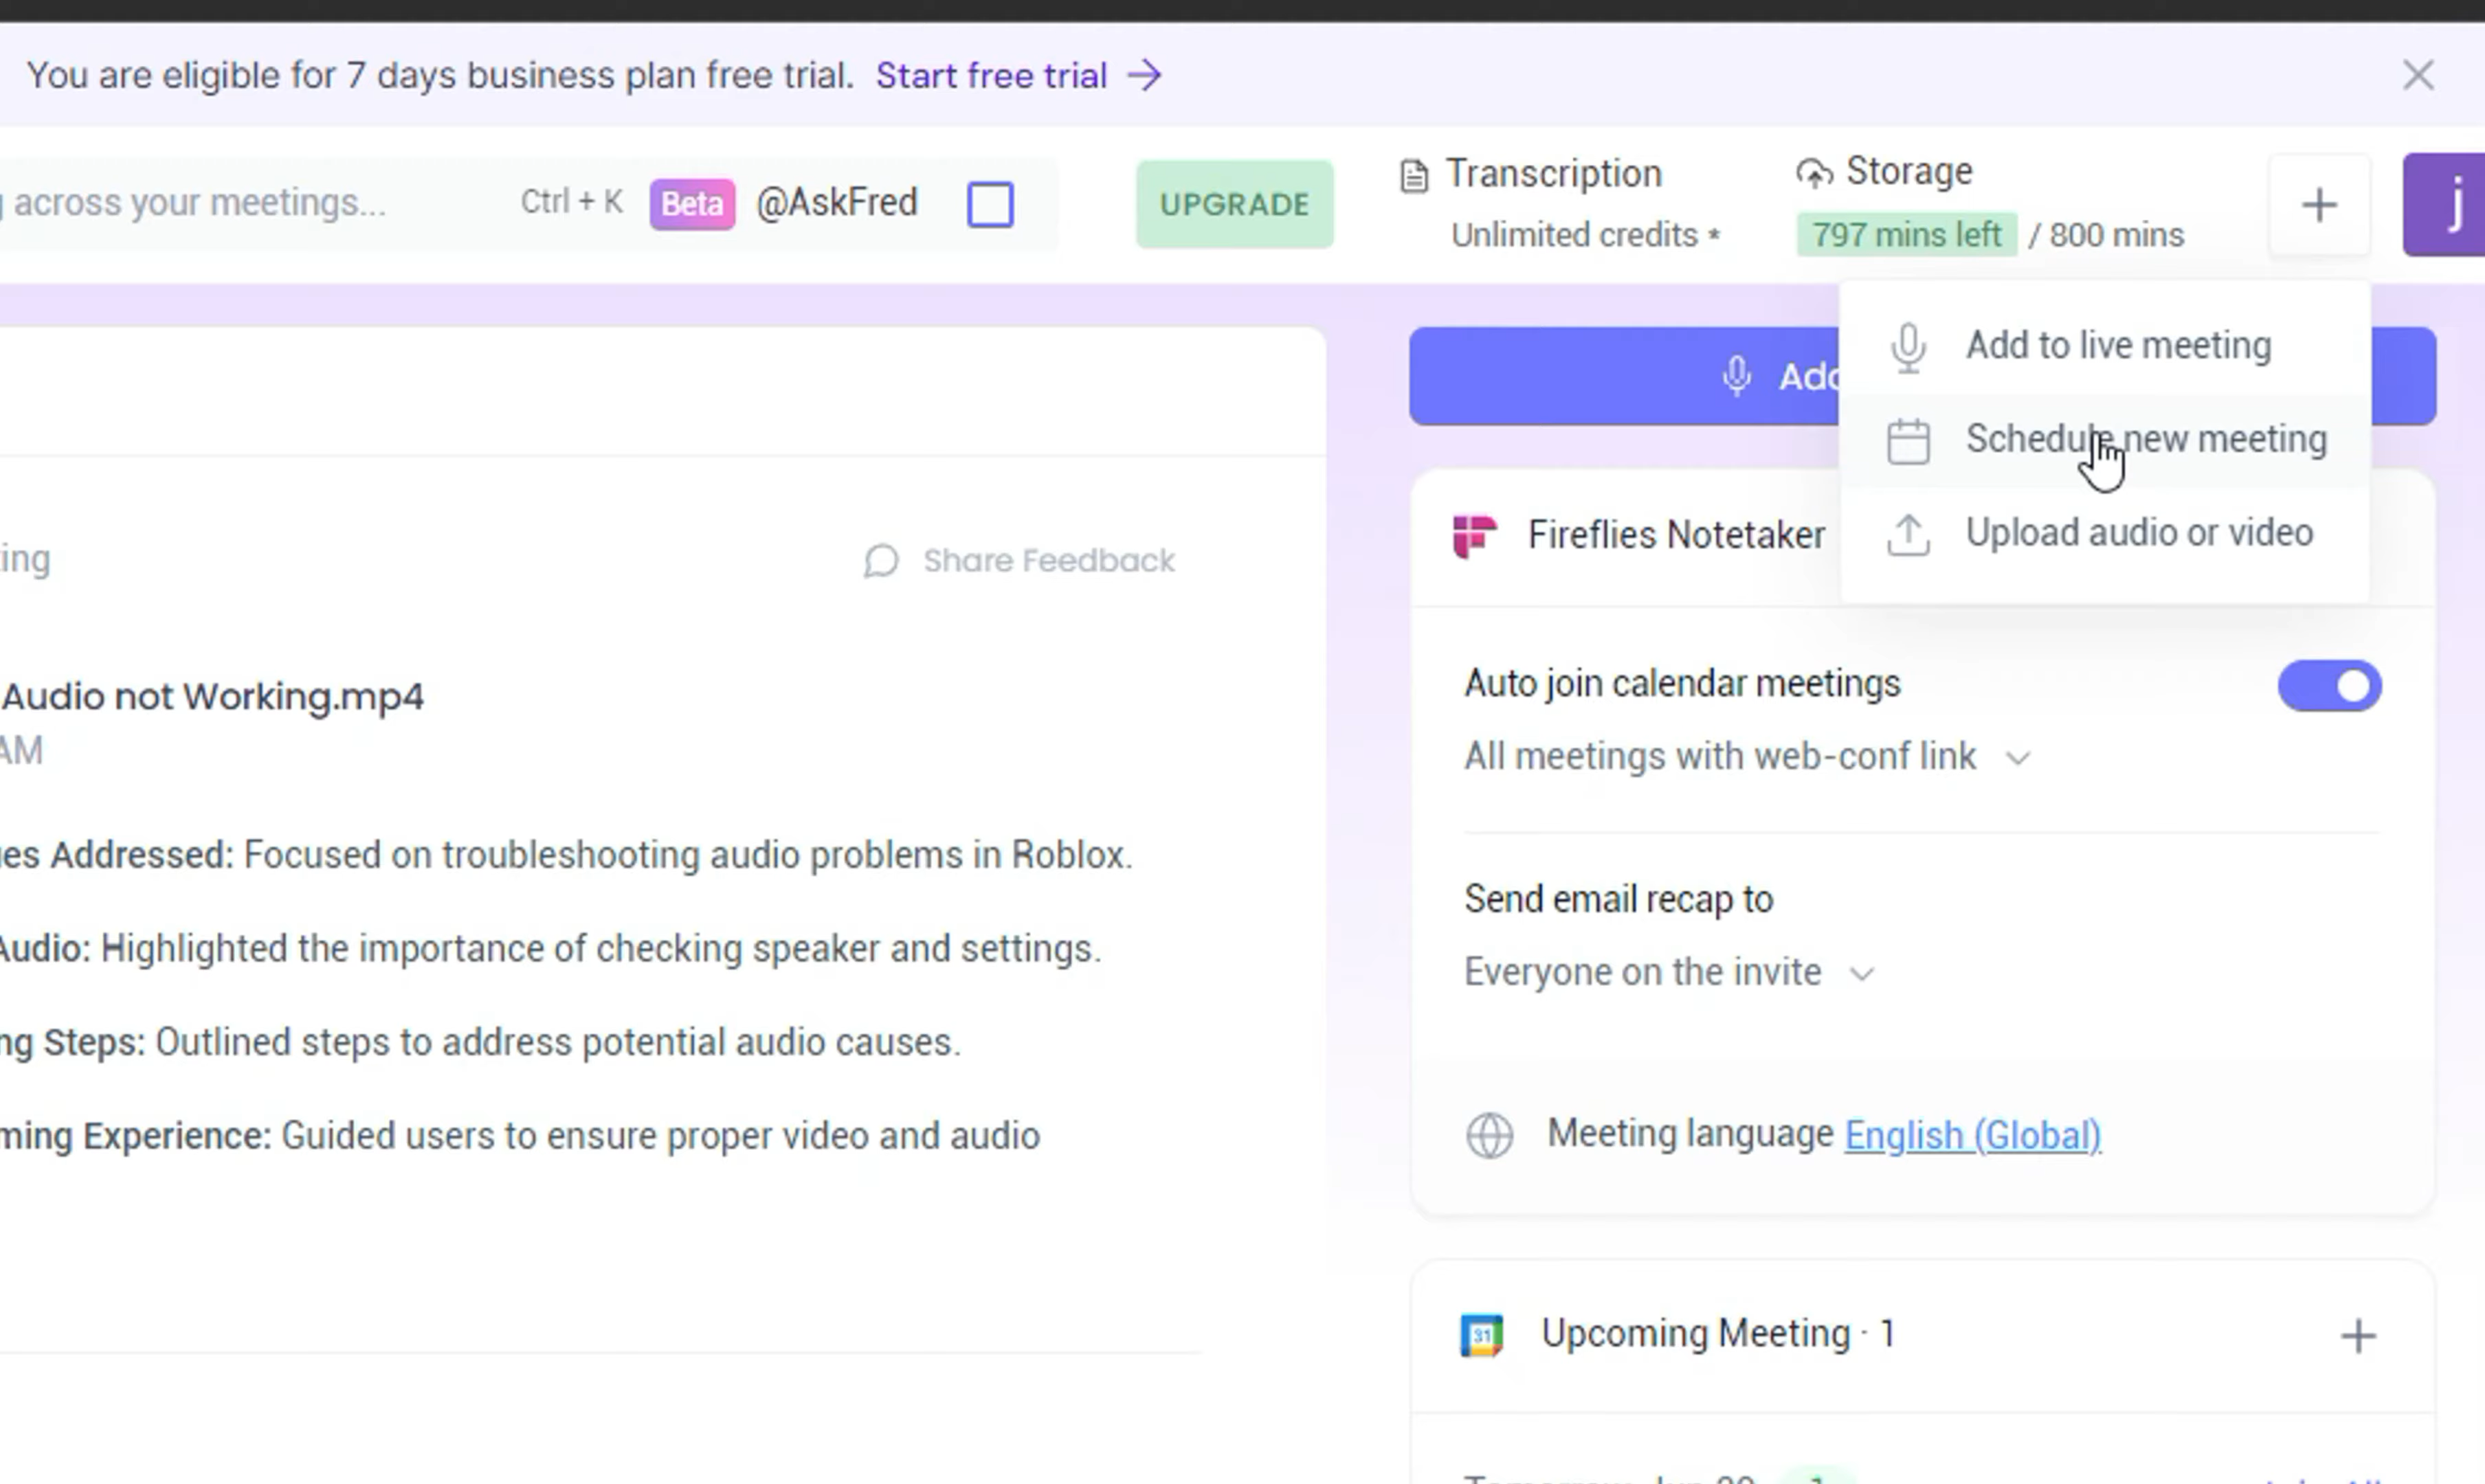 You are eligible for 7 days business plan free trial. Start free trial →
across your meetings... Ctrl + K Beta @AskFred
UPGRADE
Transcription
Unlimited credits *
Storage
797 mins left / 800 mins
+
j
Add to live meeting
Schedule new meeting
Upload audio or video
Fireflies Notetaker
Auto join calendar meetings
All meetings with web-conf link
Send email recap to
Everyone on the invite
Meeting language English (Global)
31 Upcoming Meeting · 1 +
ing
Share Feedback
Audio not Working.mp4
AM
es Addressed: Focused on troubleshooting audio problems in Roblox.
Audio: Highlighted the importance of checking speaker and settings.
ng Steps: Outlined steps to address potential audio causes.
ming Experience: Guided users to ensure proper video and audio